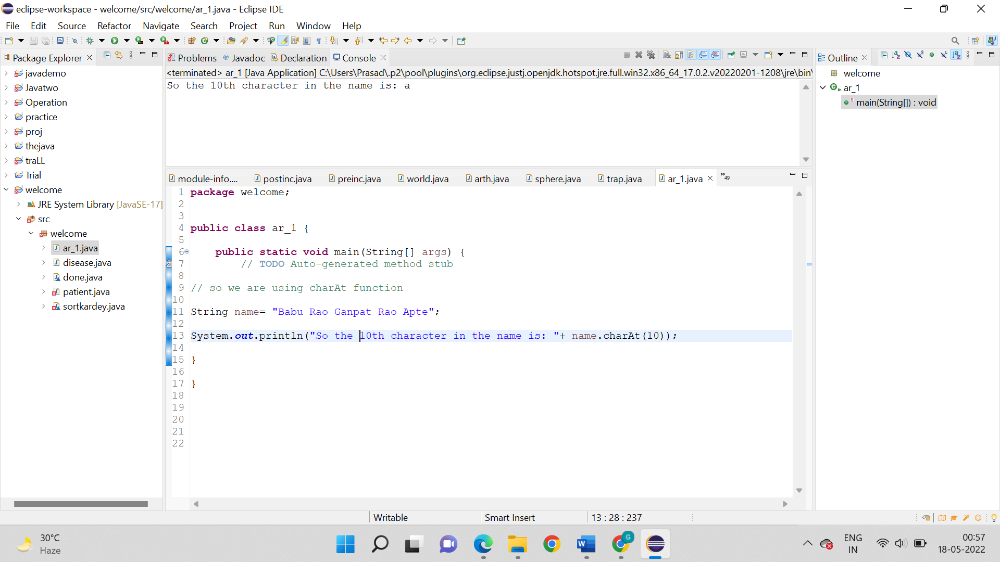 eclipse-workspace - welcome/src/welcome/ar_1.java - Eclipse IDE
File Edit Source Refactor Navigate Search Project Run Window Help
Package Explorer
javademo
Javatwo
Operation
practice
proj
thejava
traLL
Trial
welcome
JRE System Library [JavaSE-17]
src
welcome
ar_1.java
disease.java
done.java
patient.java
sortkardey.java
Problems @ Javadoc Declaration Console
<terminated> ar_1 [Java Application] C:\Users\Prasad\.p2\pool\plugins\org.eclipse.justj.openjdk.hotspot.jre.full.win32.x86_64_17.0.2.v20220201-1208\jre\bin\
So the 10th character in the name is: a
module-info.... postinc.java preinc.java world.java arth.java sphere.java trap.java ar_1.java »49
1 package welcome;
2
3
4 public class ar_1 {
5
6 public static void main(String[] args) {
7 // TODO Auto-generated method stub
8
9 // so we are using charAt function
10
11 String name= "Babu Rao Ganpat Rao Apte";
12
13 System.out.println("So the 10th character in the name is: "+ name.charAt(10));
14
15 }
16
17 }
18
19
20
21
22
Outline
welcome
ar_1
main(String[]) : void
Writable Smart Insert 13 : 28 : 237
30°C
Haze
ENG
IN
00:57
18-05-2022